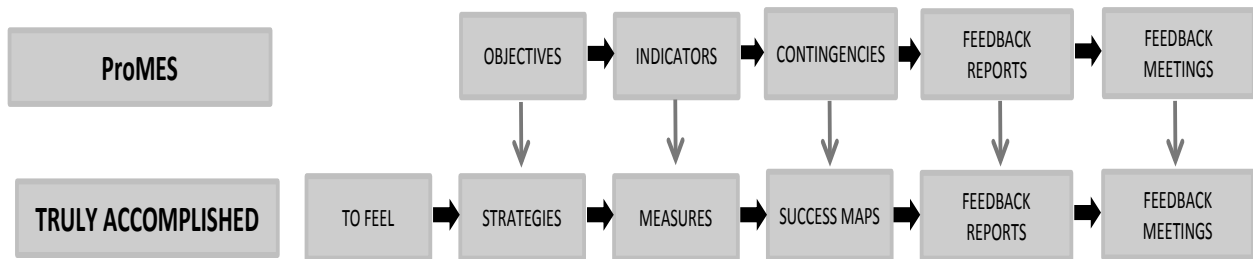 ProMES
OBJECTIVES
INDICATORS
CONTINGENCIES
FEEDBACK
REPORTS
FEEDBACK
MEETINGS
TRULY ACCOMPLISHED
TO FEEL
STRATEGIES
MEASURES
SUCCESS MAPS
FEEDBACK
REPORTS
FEEDBACK
MEETINGS